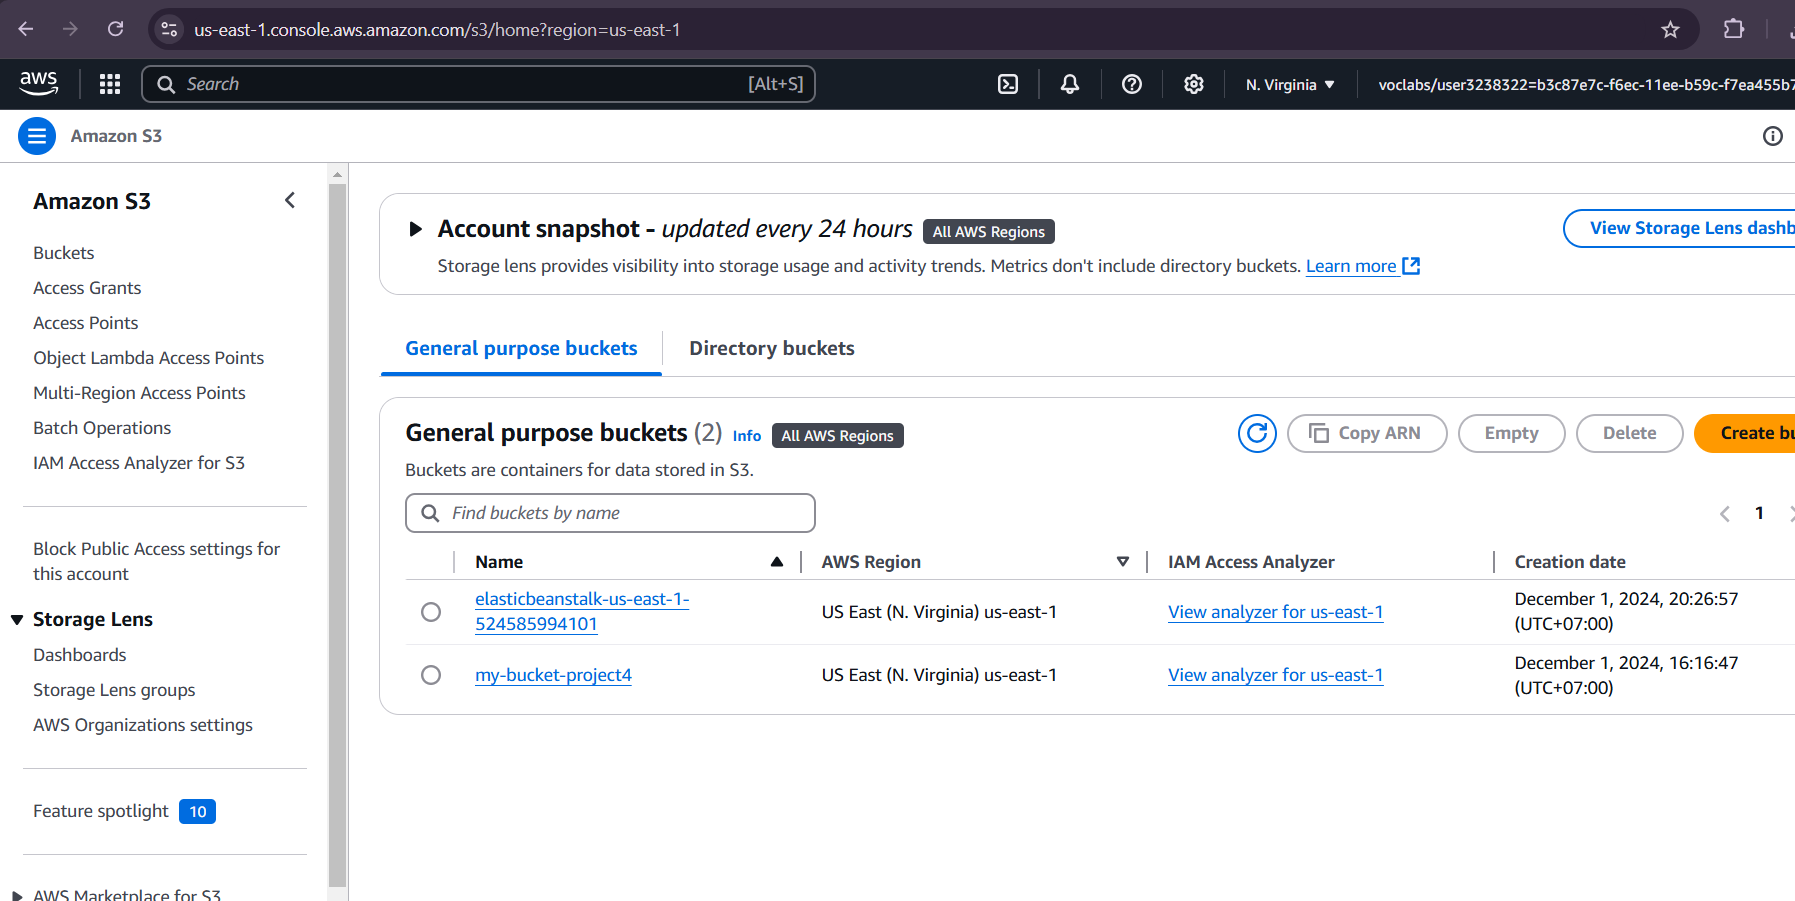 us-east-1.console.aws.amazon.com/s3/home?region=us-east-1
aws
Search
[Alt+S]
N. Virginia
voclabs/user3238322=b3c87e7c-f6ec-11ee-b59c-f7ea455b7
Amazon S3
Amazon S3
Buckets
Access Grants
Access Points
Object Lambda Access Points
Multi-Region Access Points
Batch Operations
IAM Access Analyzer for S3
Block Public Access settings for
this account
Storage Lens
Dashboards
Storage Lens groups
AWS Organizations settings
Feature spotlight 10
AWS Marketplace for S3
Account snapshot - updated every 24 hours All AWS Regions
View Storage Lens dashb
Storage lens provides visibility into storage usage and activity trends. Metrics don't include directory buckets. Learn more
General purpose buckets
Directory buckets
General purpose buckets (2) Info All AWS Regions
Copy ARN
Empty
Delete
Create bu
Buckets are containers for data stored in S3.
Find buckets by name
1
Name
AWS Region
IAM Access Analyzer
Creation date
elasticbeanstalk-us-east-1-
524585994101
US East (N. Virginia) us-east-1
View analyzer for us-east-1
December 1, 2024, 20:26:57
(UTC+07:00)
my-bucket-project4
US East (N. Virginia) us-east-1
View analyzer for us-east-1
December 1, 2024, 16:16:47
(UTC+07:00)